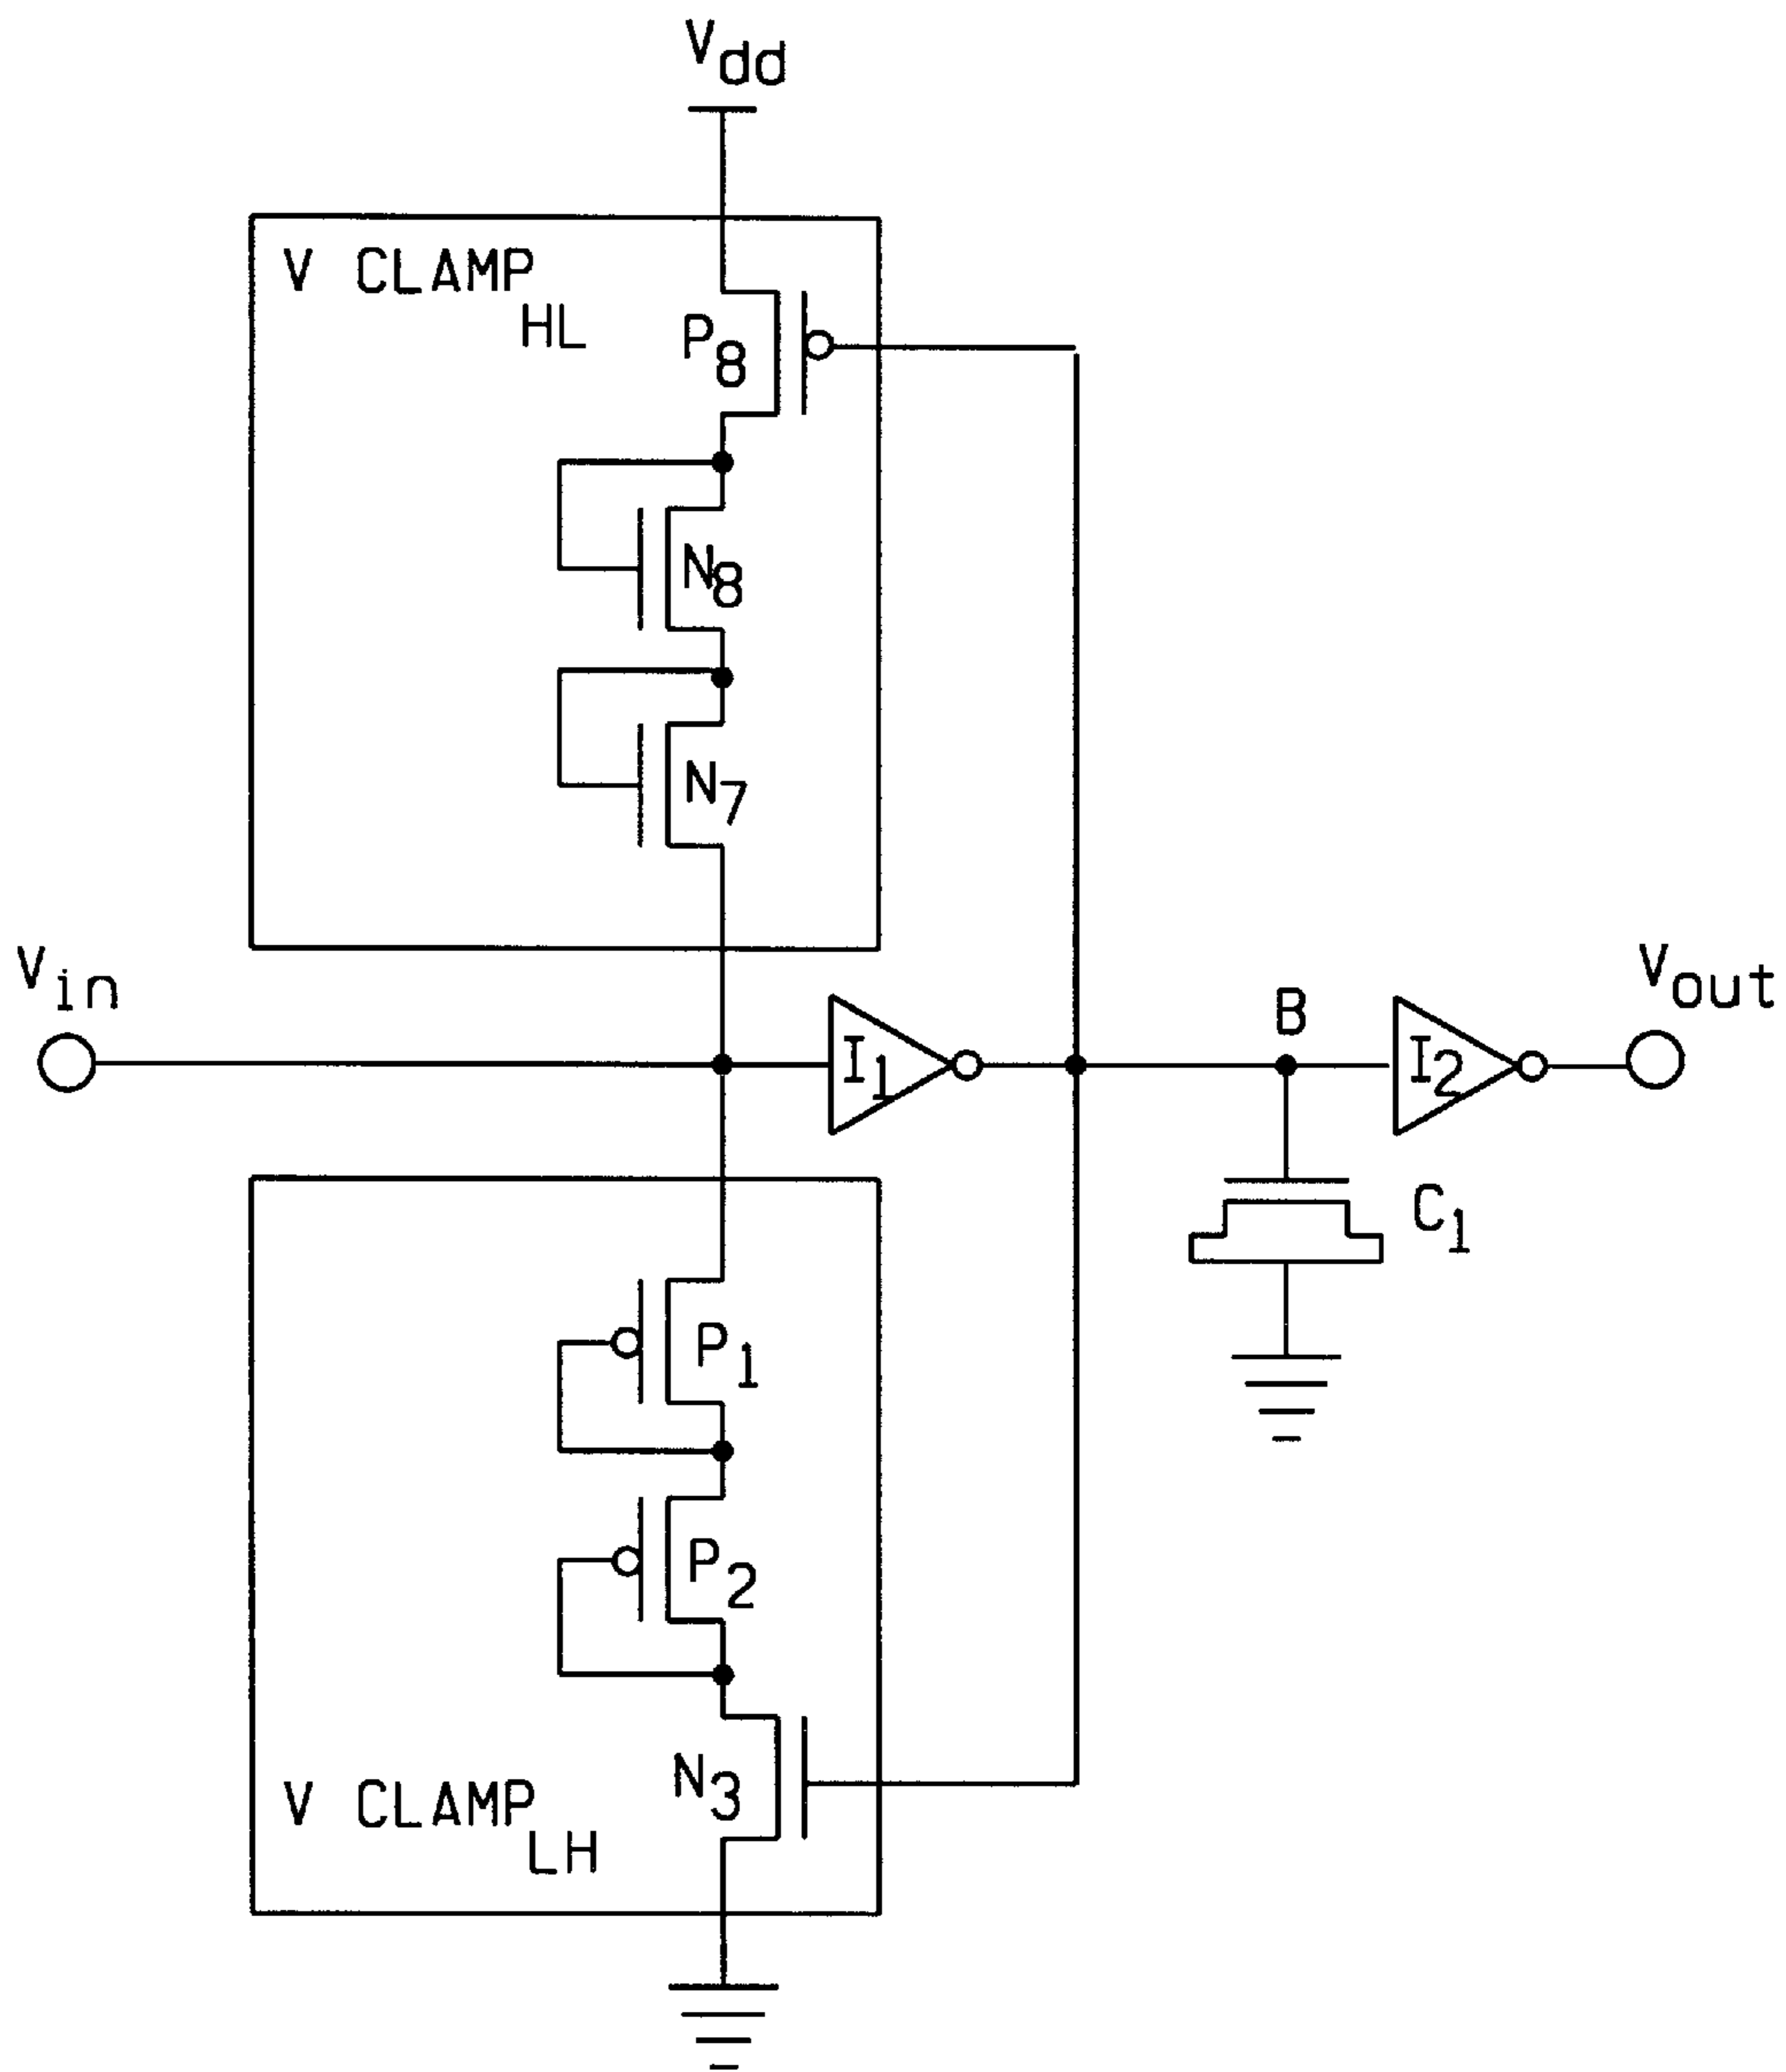 Vdd
V CLAMP HL
P8
N8
N7
Vin
I1
B
I2
Vout
C1
P1
P2
N3
V CLAMP LH